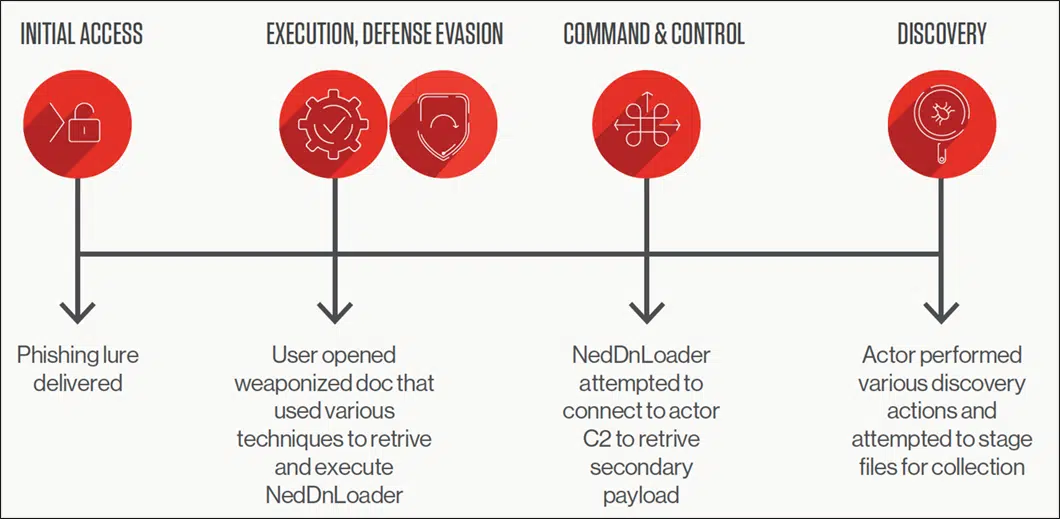 INITIAL ACCESS
EXECUTION, DEFENSE EVASION
COMMAND & CONTROL
DISCOVERY
Phishing lure
delivered
User opened
weaponized doc that
used various
techniques to retrive
and execute
NedDnLoader
NedDnLoader
attempted to
connect to actor
C2 to retrive
secondary
payload
Actor performed
various discovery
actions and
attempted to stage
files for collection